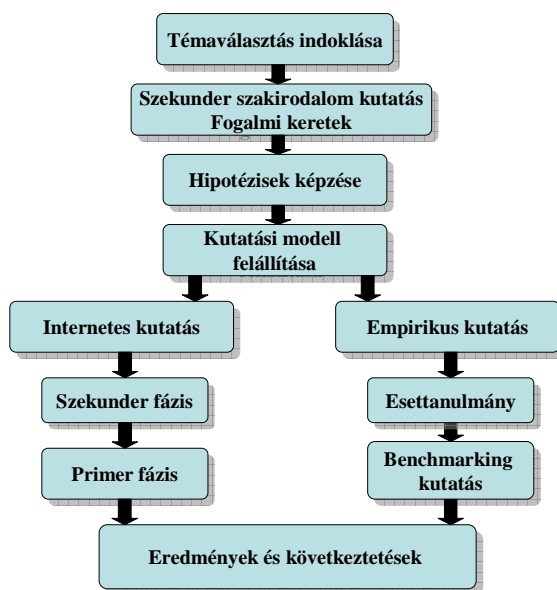 Témaválasztás indoklása
Szekunder szakirodalom kutatás
Fogalmi keretek
Hipotézisek képzése
Kutatási modell
felállítása
Internetes kutatás
Empirikus kutatás
Szekunder fázis
Esettanulmány
Primer fázis
Benchmarking
kutatás
Eredmények és következtetések